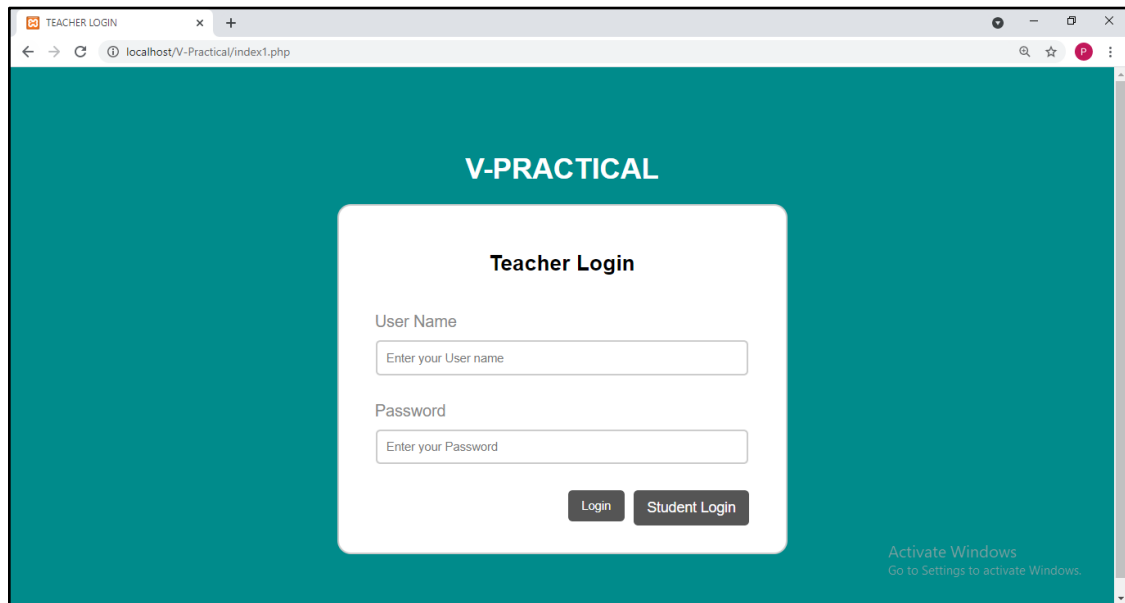 TEACHER LOGIN
localhost/V-Practical/index1.php
P
V-PRACTICAL
Teacher Login
User Name
Enter your User name
Password
Enter your Password
Login Student Login
Activate Windows
Go to Settings to activate Windows.